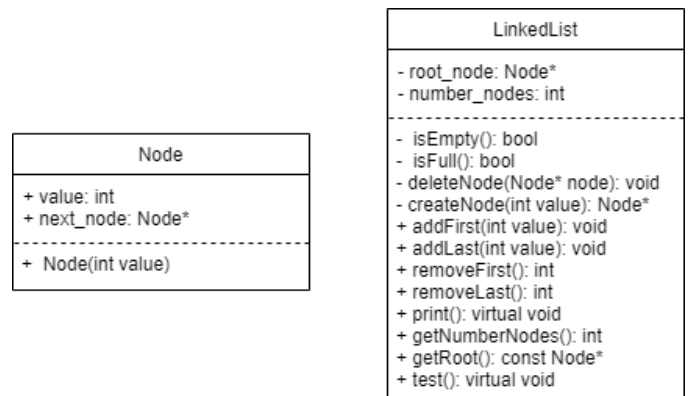 Node
+ value: int
+ next_node: Node*
+ Node(int value)
LinkedList
- root_node: Node*
- number_nodes: int
- isEmpty(): bool
- isFull(): bool
- deleteNode(Node* node): void
- createNode(int value): Node*
+ addFirst(int value): void
+ addLast(int value): void
+ removeFirst(): int
+ removeLast(): int
+ print(): virtual void
+ getNumberNodes(): int
+ getRoot(): const Node*
+ test(): virtual void